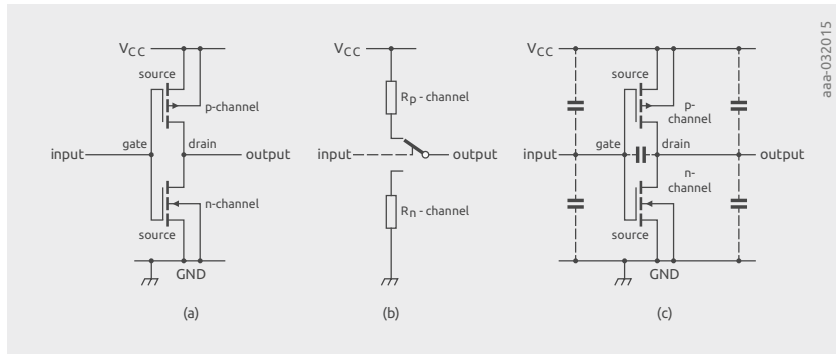 VCC
source
p-channel
gate
drain
input
output
n-channel
source
GND
(a)
VCC
Rp - channel
input
output
Rn - channel
(b)
VCC
source
p-
channel
gate
drain
input
output
n-
channel
source
GND
(c)
aaa-032015